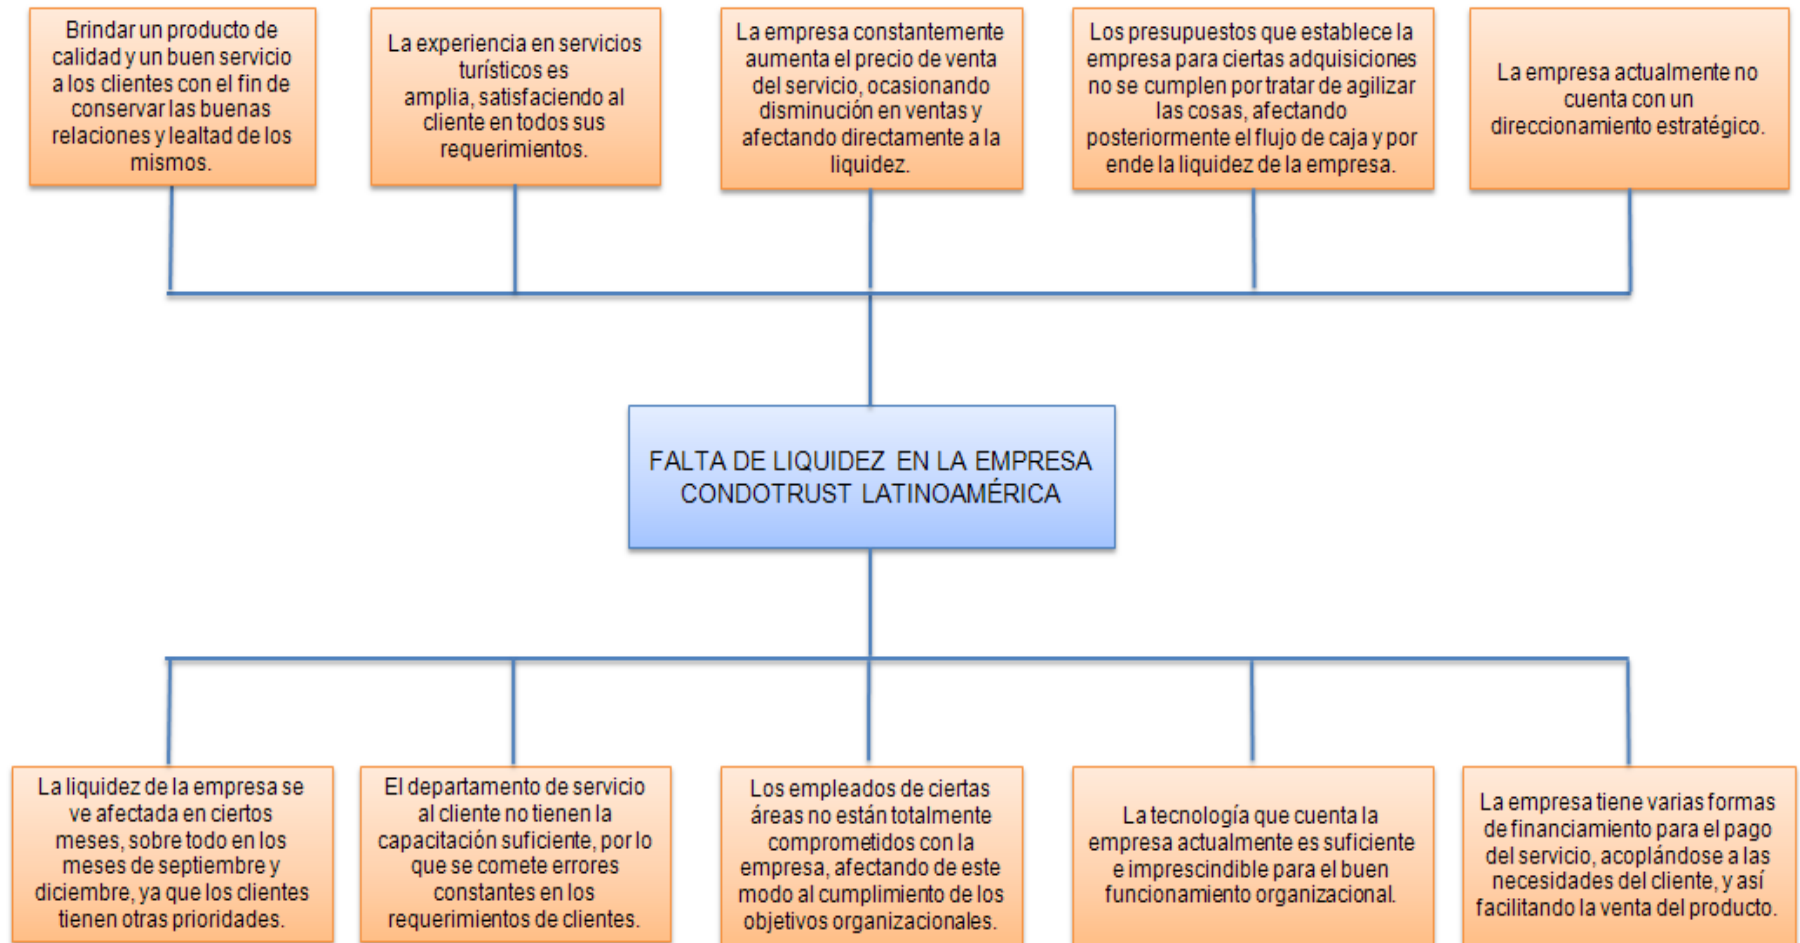 Brindar un producto de
calidad y un buen servicio
a los clientes con el fin de
conservar las buenas
relaciones y lealtad de los
mismos.
La experiencia en servicios
turísticos es
amplia, satisfaciendo al
cliente en todos sus
requerimientos.
La empresa constantemente
aumenta el precio de venta
del servicio, ocasionando
disminución en ventas y
afectando directamente a la
liquidez.
Los presupuestos que establece la
empresa para ciertas adquisiciones
no se cumplen por tratar de agilizar
las cosas, afectando
posteriormente el flujo de caja y por
ende la liquidez de la empresa.
La empresa actualmente no
cuenta con un
direccionamiento estratégico.
FALTA DE LIQUIDEZ EN LA EMPRESA
CONDOTRUST LATINOAMÉRICA
La liquidez de la empresa se
ve afectada en ciertos
meses, sobre todo en los
meses de septiembre y
diciembre, ya que los clientes
tienen otras prioridades.
El departamento de servicio
al cliente no tienen la
capacitación suficiente, por lo
que se comete errores
constantes en los
requerimientos de clientes.
Los empleados de ciertas
áreas no están totalmente
comprometidos con la
empresa, afectando de este
modo al cumplimiento de los
objetivos organizacionales.
La tecnología que cuenta la
empresa actualmente es suficiente
e imprescindible para el buen
funcionamiento organizacional.
La empresa tiene varias formas
de financiamiento para el pago
del servicio, acoplándose a las
necesidades del cliente, y así
facilitando la venta del producto.